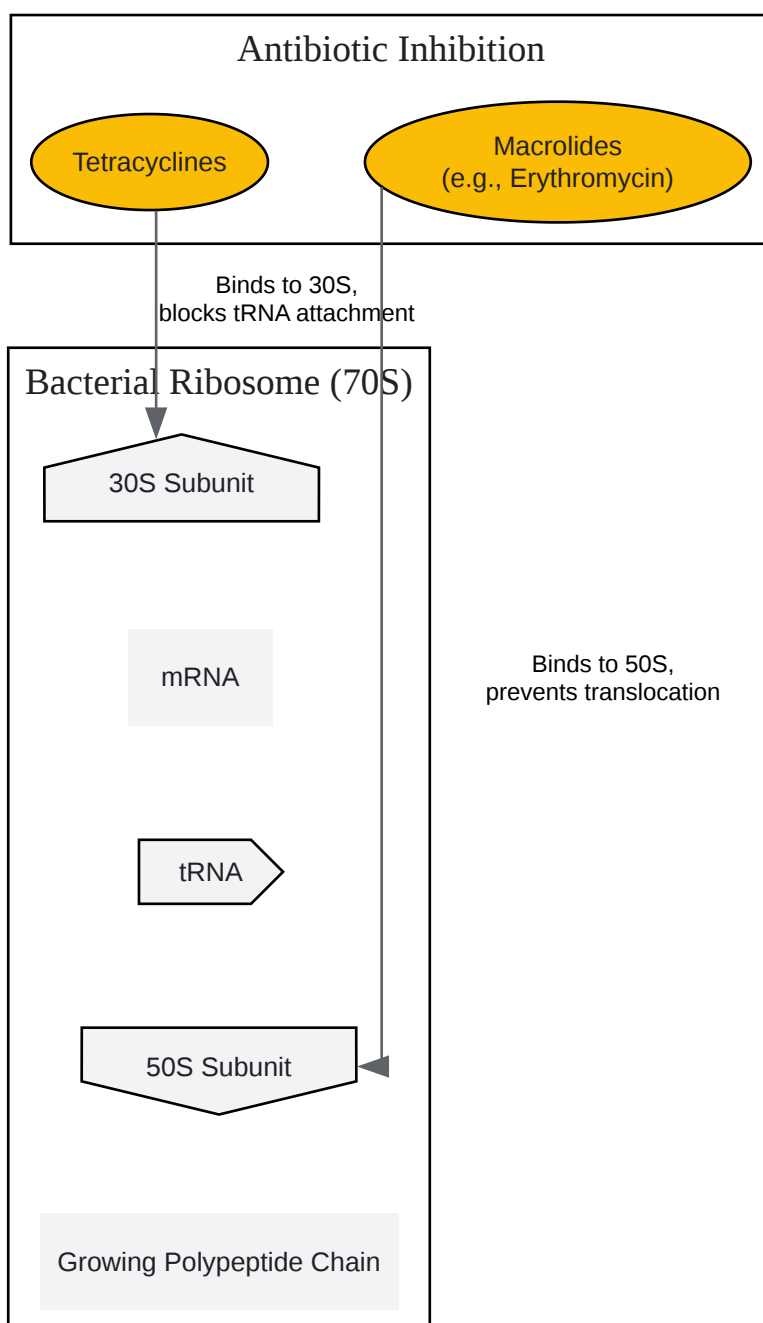 Antibiotic Inhibition
Tetracyclines
Macrolides
(e.g., Erythromycin)
Binds to 30S,
blocks tRNA attachment
Bacterial Ribosome (70S)
30S Subunit
mRNA
Binds to 50S,
prevents translocation
tRNA
50S Subunit
Growing Polypeptide Chain